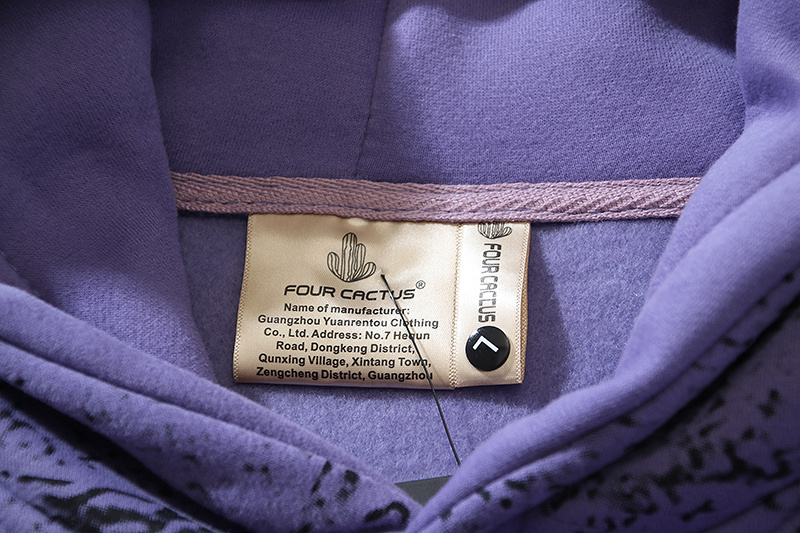 FOUR CACTUS®
Name of manufacturer:
Guangzhou Yuanrentou Clothing
Co., Ltd. Address: No.7 Hequn
Road, Dongkeng District,
Qunxing Village, Xintang Town,
Zengcheng District, Guangzhou
FOUR CACTUS
L